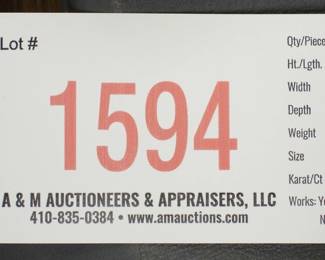 Lot #
1594
A & M AUCTIONEERS & APPRAISERS, LLC
410-835-0384 • www.amauctions.com
Qty/Piece
Ht./Lgth.
Width
Depth
Weight
Size
Karat/Ct
Works: